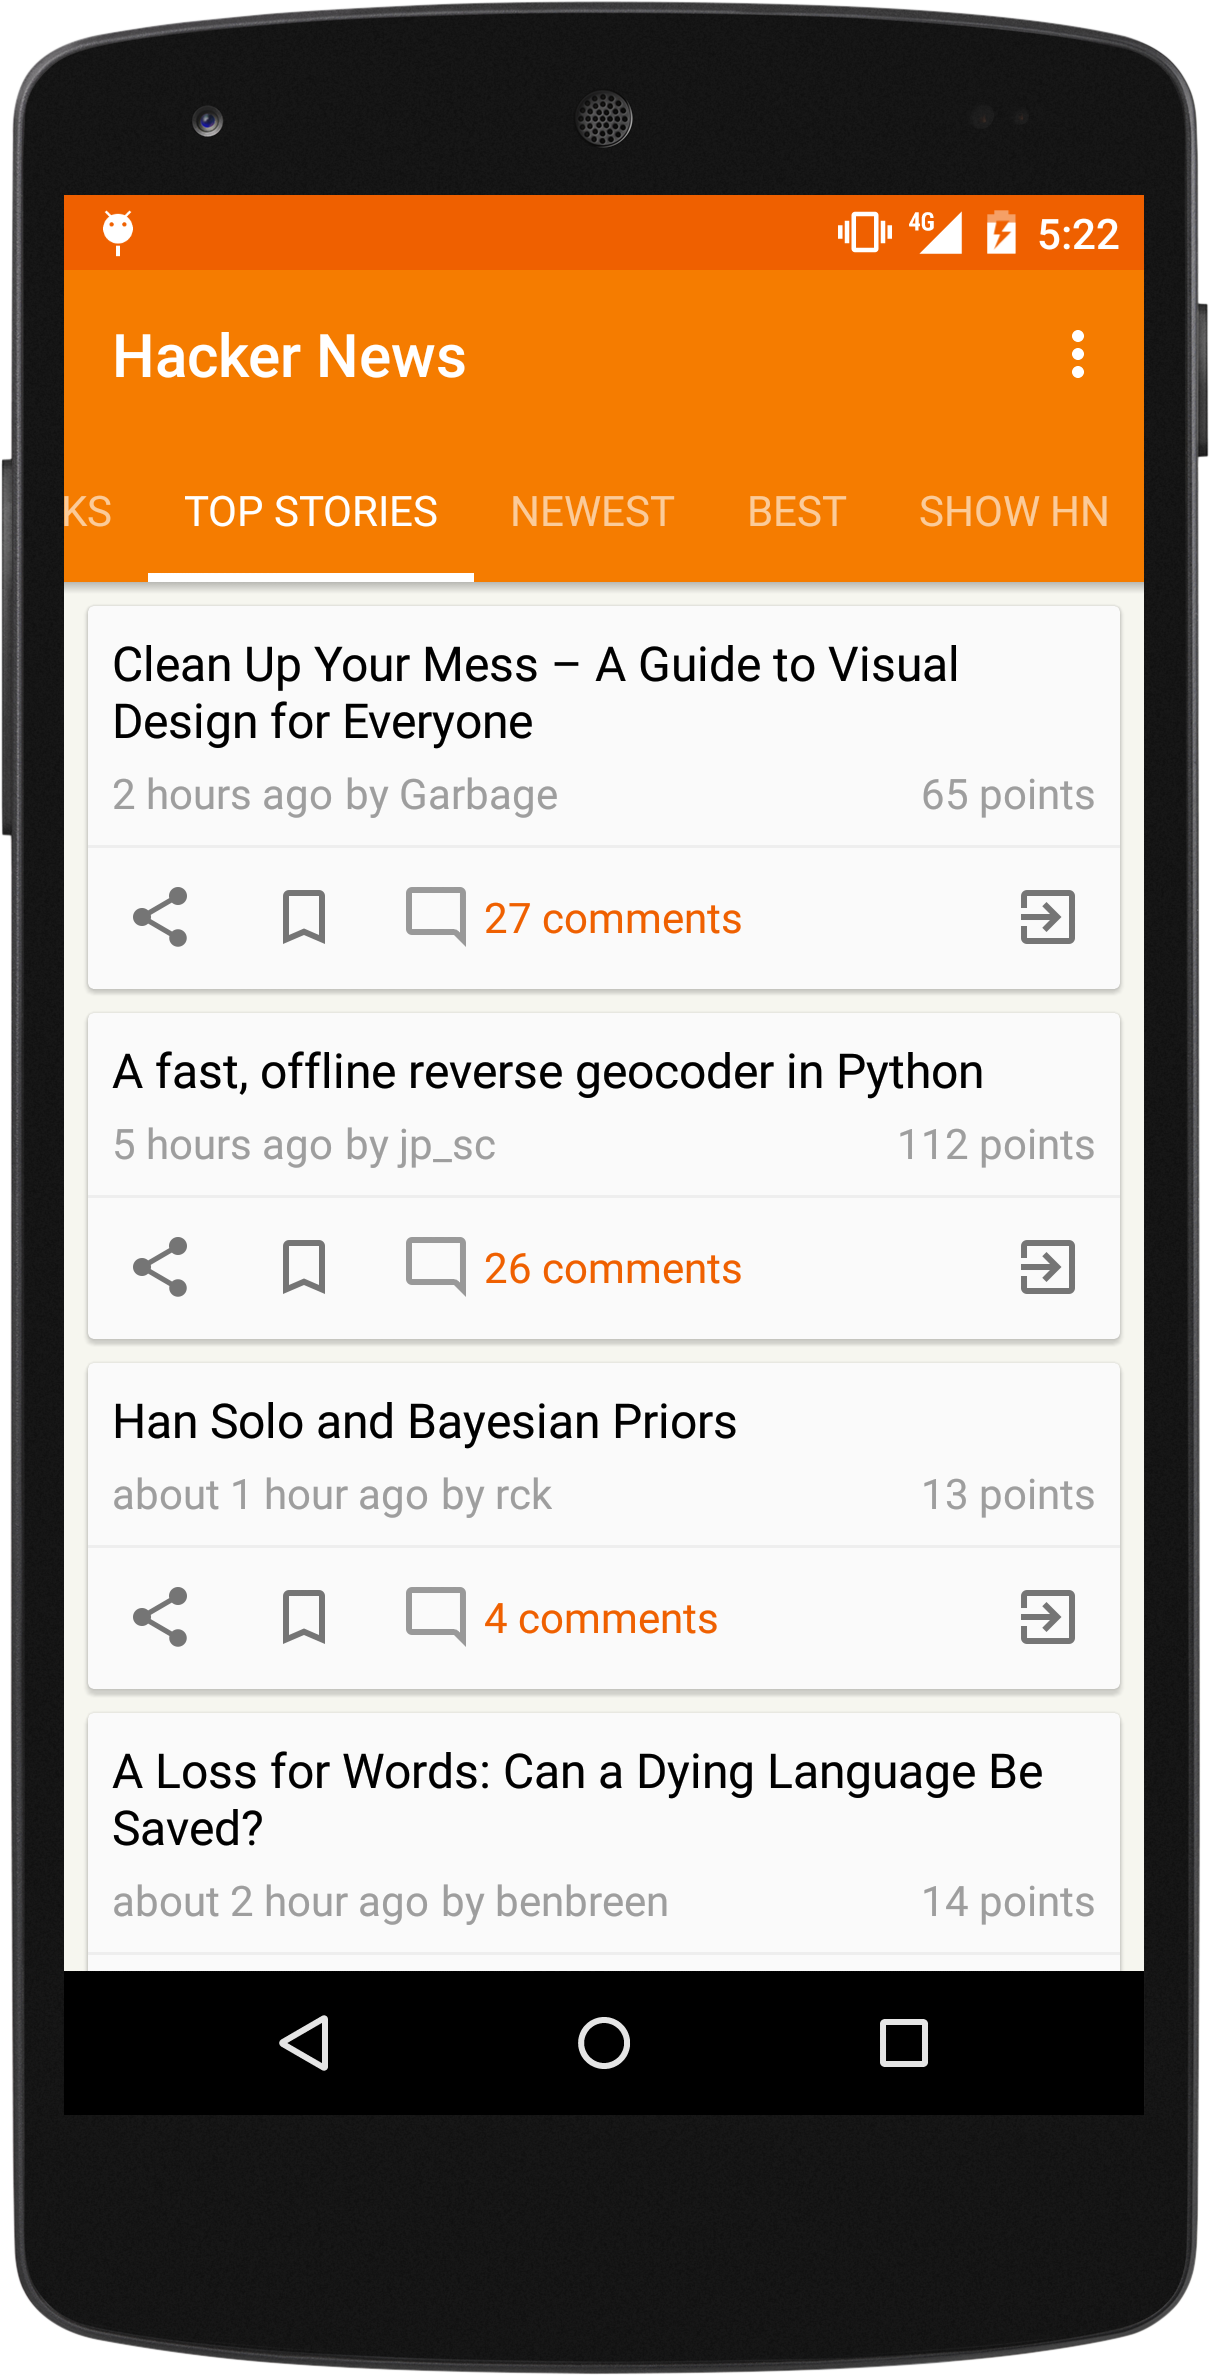 4G 5:22
Hacker News
KS TOP STORIES NEWEST BEST SHOW HN
Clean Up Your Mess – A Guide to Visual
Design for Everyone
2 hours ago by Garbage 65 points
27 comments
A fast, offline reverse geocoder in Python
5 hours ago by jp_sc 112 points
26 comments
Han Solo and Bayesian Priors
about 1 hour ago by rck 13 points
4 comments
A Loss for Words: Can a Dying Language Be
Saved?
about 2 hour ago by benbreen 14 points